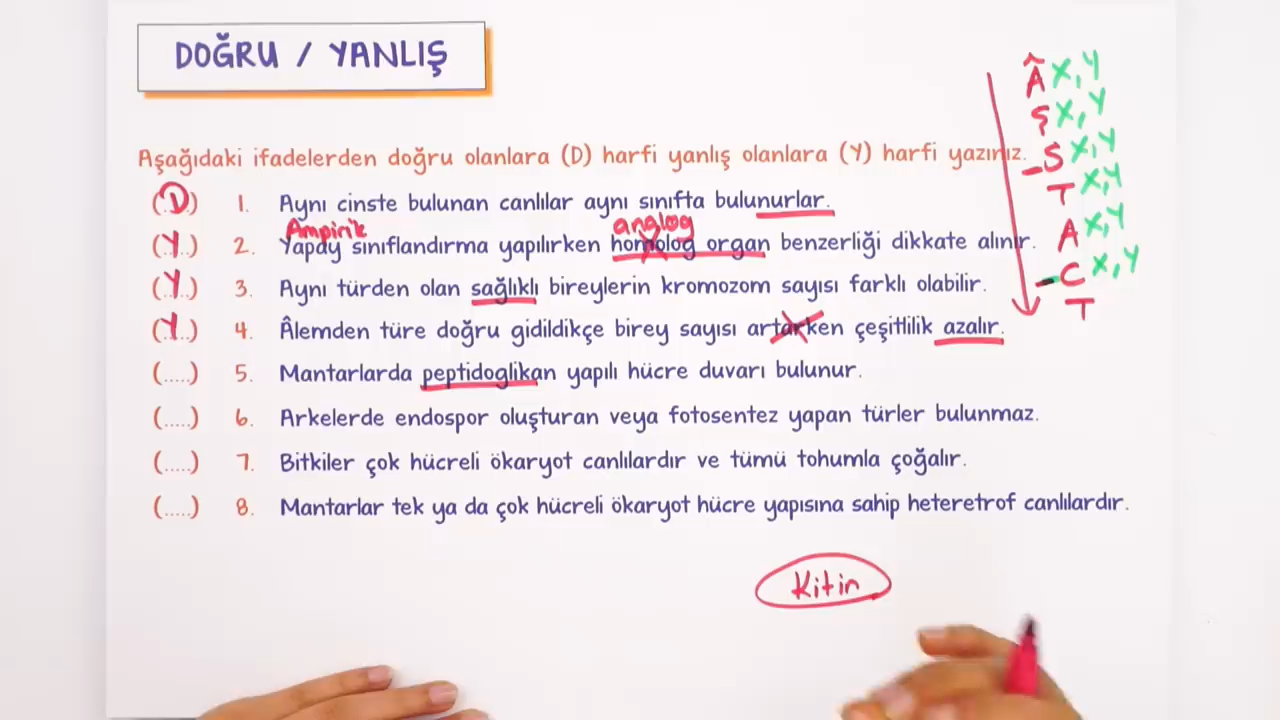 DOĞRU / YANLIŞ
Aşağıdaki ifadelerden doğru olanlara (D) harfi yanlış olanlara (Y) harfi yazınız.
(.D.) 1. Aynı cinste bulunan canlılar aynı sınıfta bulunurlar.
Ampirik analog
(.Y.) 2. Yapay sınıflandırma yapılırken homolog organ benzerliği dikkate alınır.
(.Y.) 3. Aynı türden olan sağlıklı bireylerin kromozom sayısı farklı olabilir.
(.Y.) 4. Âlemden türe doğru gidildikçe birey sayısı artarken çeşitlilik azalır.
(.....) 5. Mantarlarda peptidoglikan yapılı hücre duvarı bulunur.
(.....) 6. Arkelerde endospor oluşturan veya fotosentez yapan türler bulunmaz.
(.....) 7. Bitkiler çok hücreli ökaryot canlılardır ve tümü tohumla çoğalır.
(.....) 8. Mantarlar tek ya da çok hücreli ökaryot hücre yapısına sahip heteretrof canlılardır.
Kitin
 X,Y
Ş X,Y
S X,Y
T X,Y
A X,Y
C X,Y
T